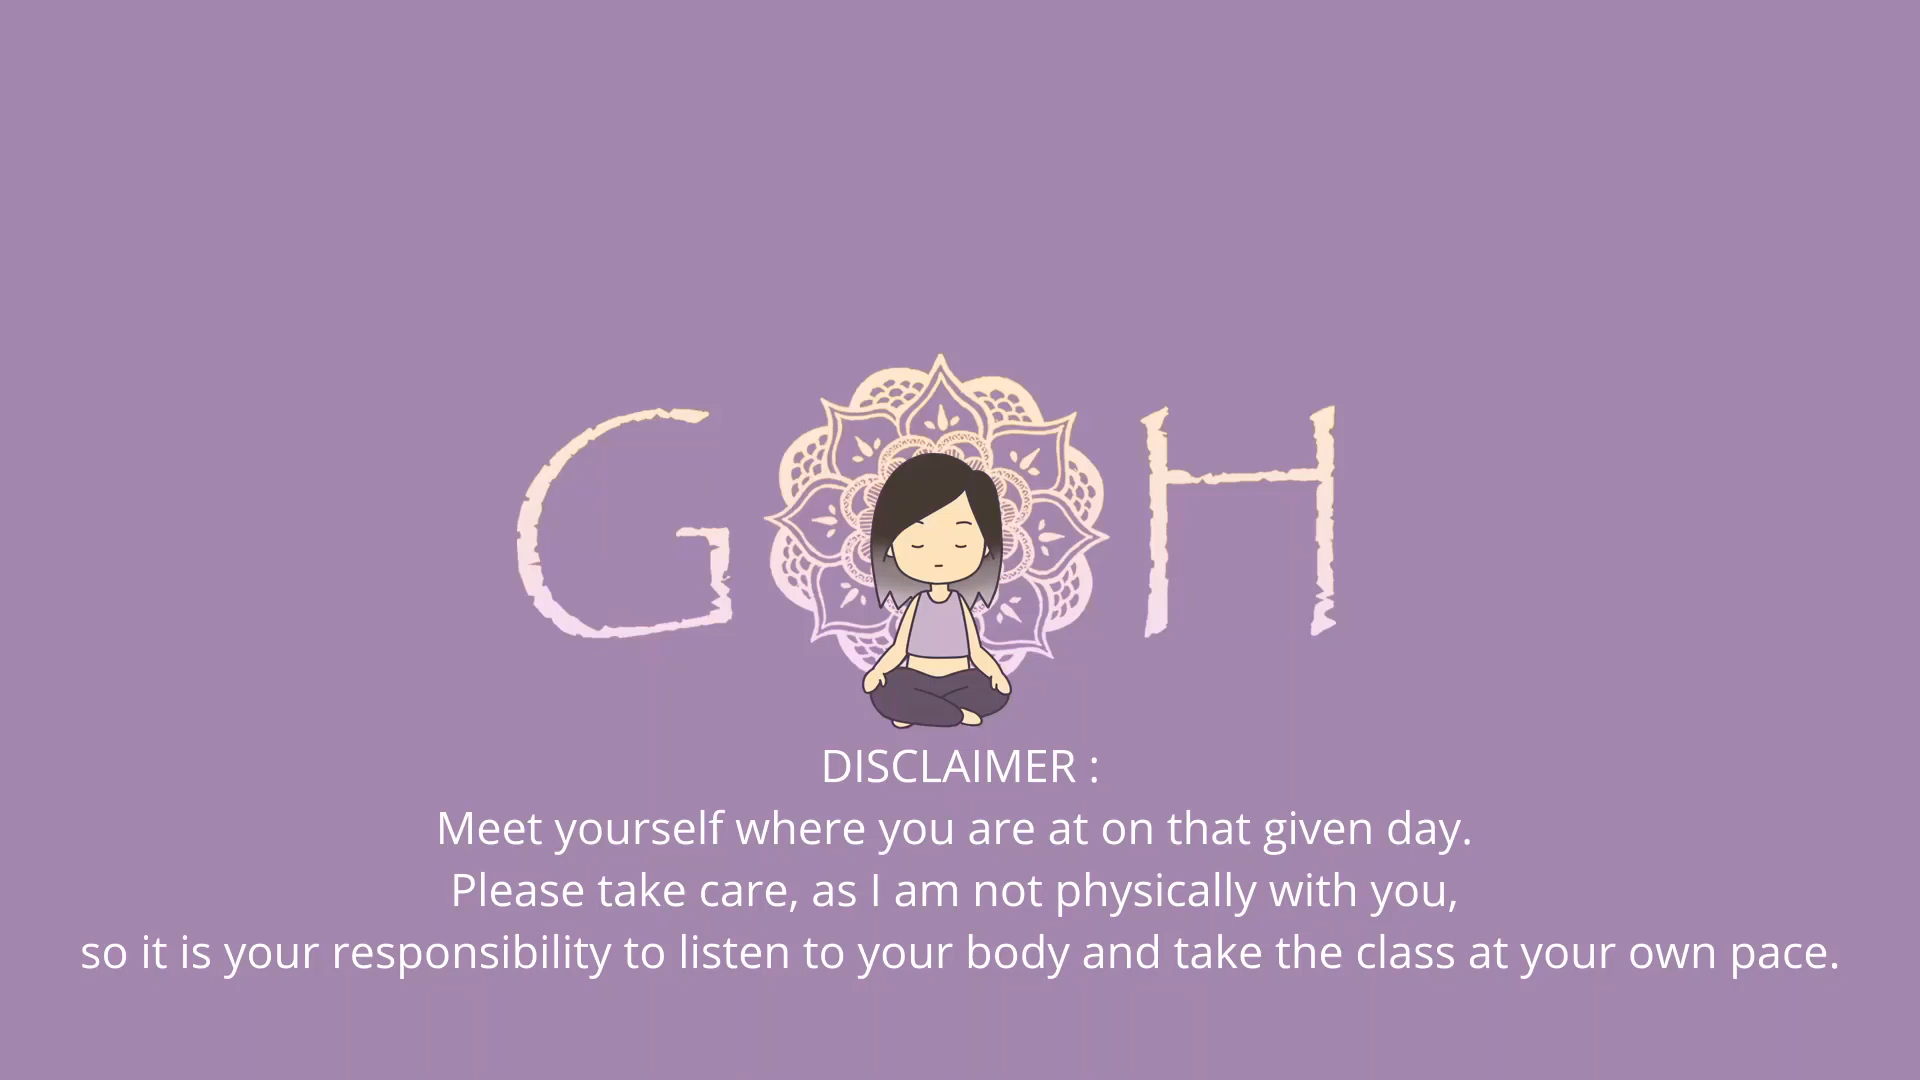 G H
DISCLAIMER :
Meet yourself where you are at on that given day.
Please take care, as I am not physically with you,
so it is your responsibility to listen to your body and take the class at your own pace.